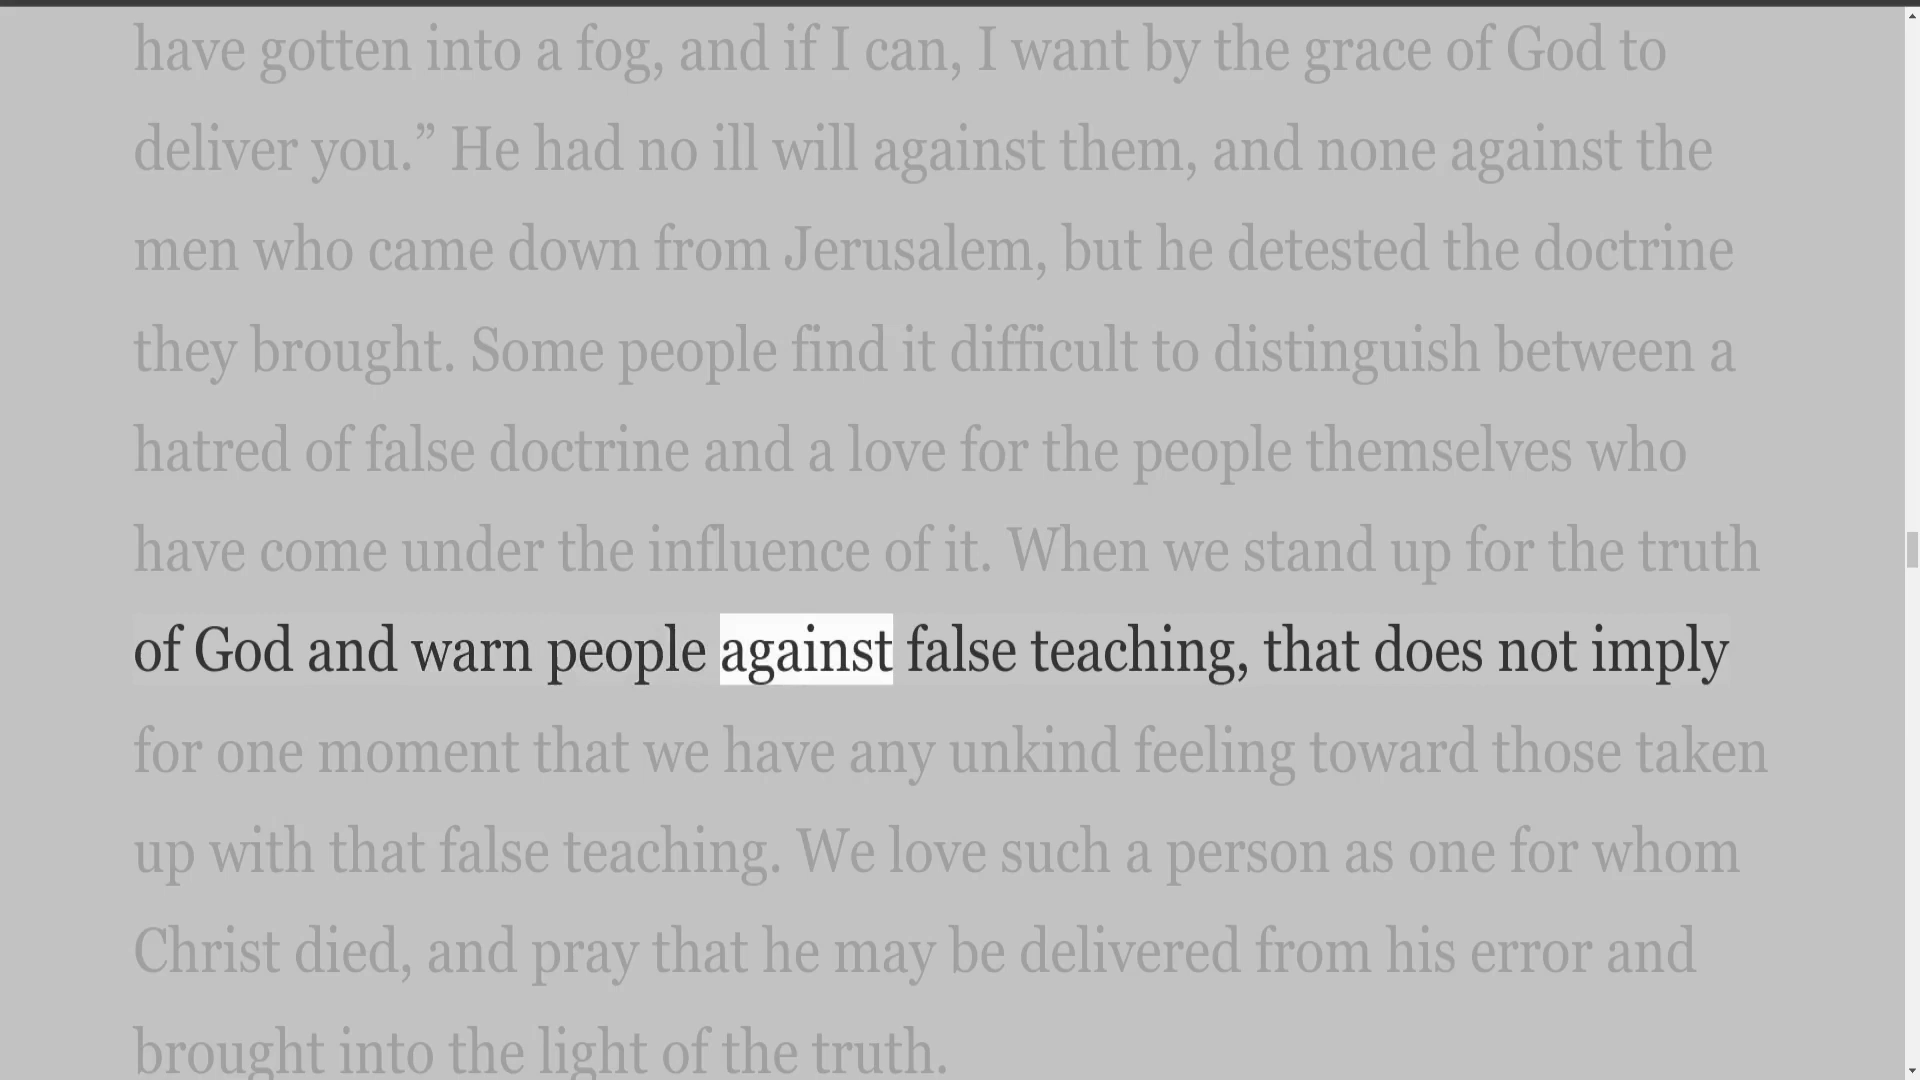 have gotten into a fog, and if I can, I want by the grace of God to
deliver you.” He had no ill will against them, and none against the
men who came down from Jerusalem, but he detested the doctrine
they brought. Some people find it difficult to distinguish between a
hatred of false doctrine and a love for the people themselves who
have come under the influence of it. When we stand up for the truth
of God and warn people against false teaching, that does not imply
for one moment that we have any unkind feeling toward those taken
up with that false teaching. We love such a person as one for whom
Christ died, and pray that he may be delivered from his error and
brought into the light of the truth.